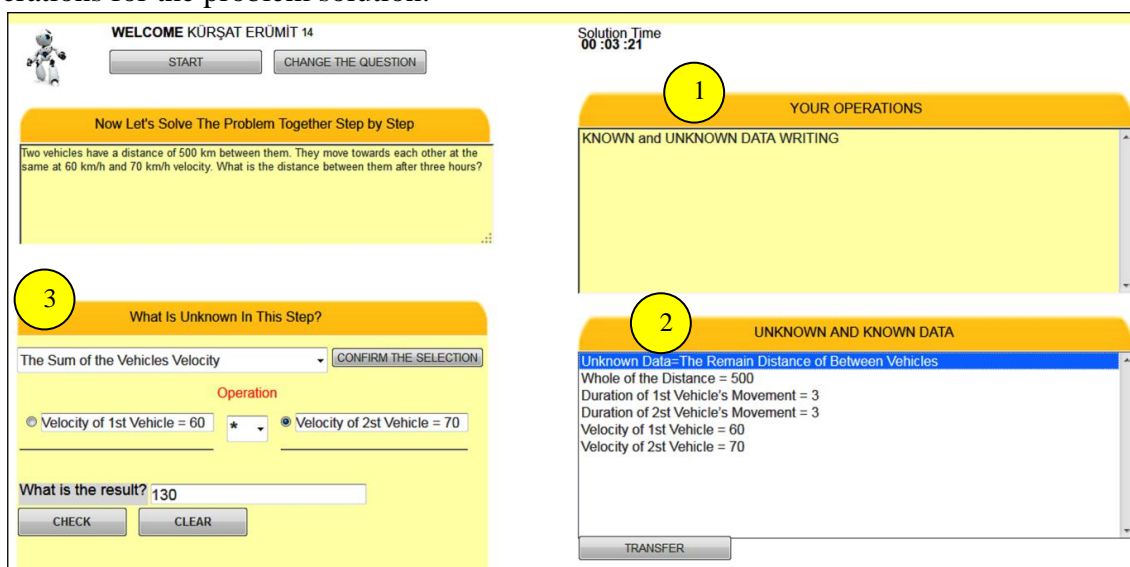 erations for the problem solution.
WELCOME KÜRŞAT ERÜMİT 14
START
CHANGE THE QUESTION
Solution Time
00 :03 :21
Now Let's Solve The Problem Together Step by Step
Two vehicles have a distance of 500 km between them. They move towards each other at the
same at 60 km/h and 70 km/h velocity. What is the distance between them after three hours?
1
YOUR OPERATIONS
KNOWN and UNKNOWN DATA WRITING
3
What Is Unknown In This Step?
The Sum of the Vehicles Velocity
CONFIRM THE SELECTION
Operation
Velocity of 1st Vehicle = 60
*
Velocity of 2st Vehicle = 70
What is the result?
130
CHECK
CLEAR
2
UNKNOWN AND KNOWN DATA
Unknown Data=The Remain Distance of Between Vehicles
Whole of the Distance = 500
Duration of 1st Vehicle's Movement = 3
Duration of 2st Vehicle's Movement = 3
Velocity of 1st Vehicle = 60
Velocity of 2st Vehicle = 70
TRANSFER